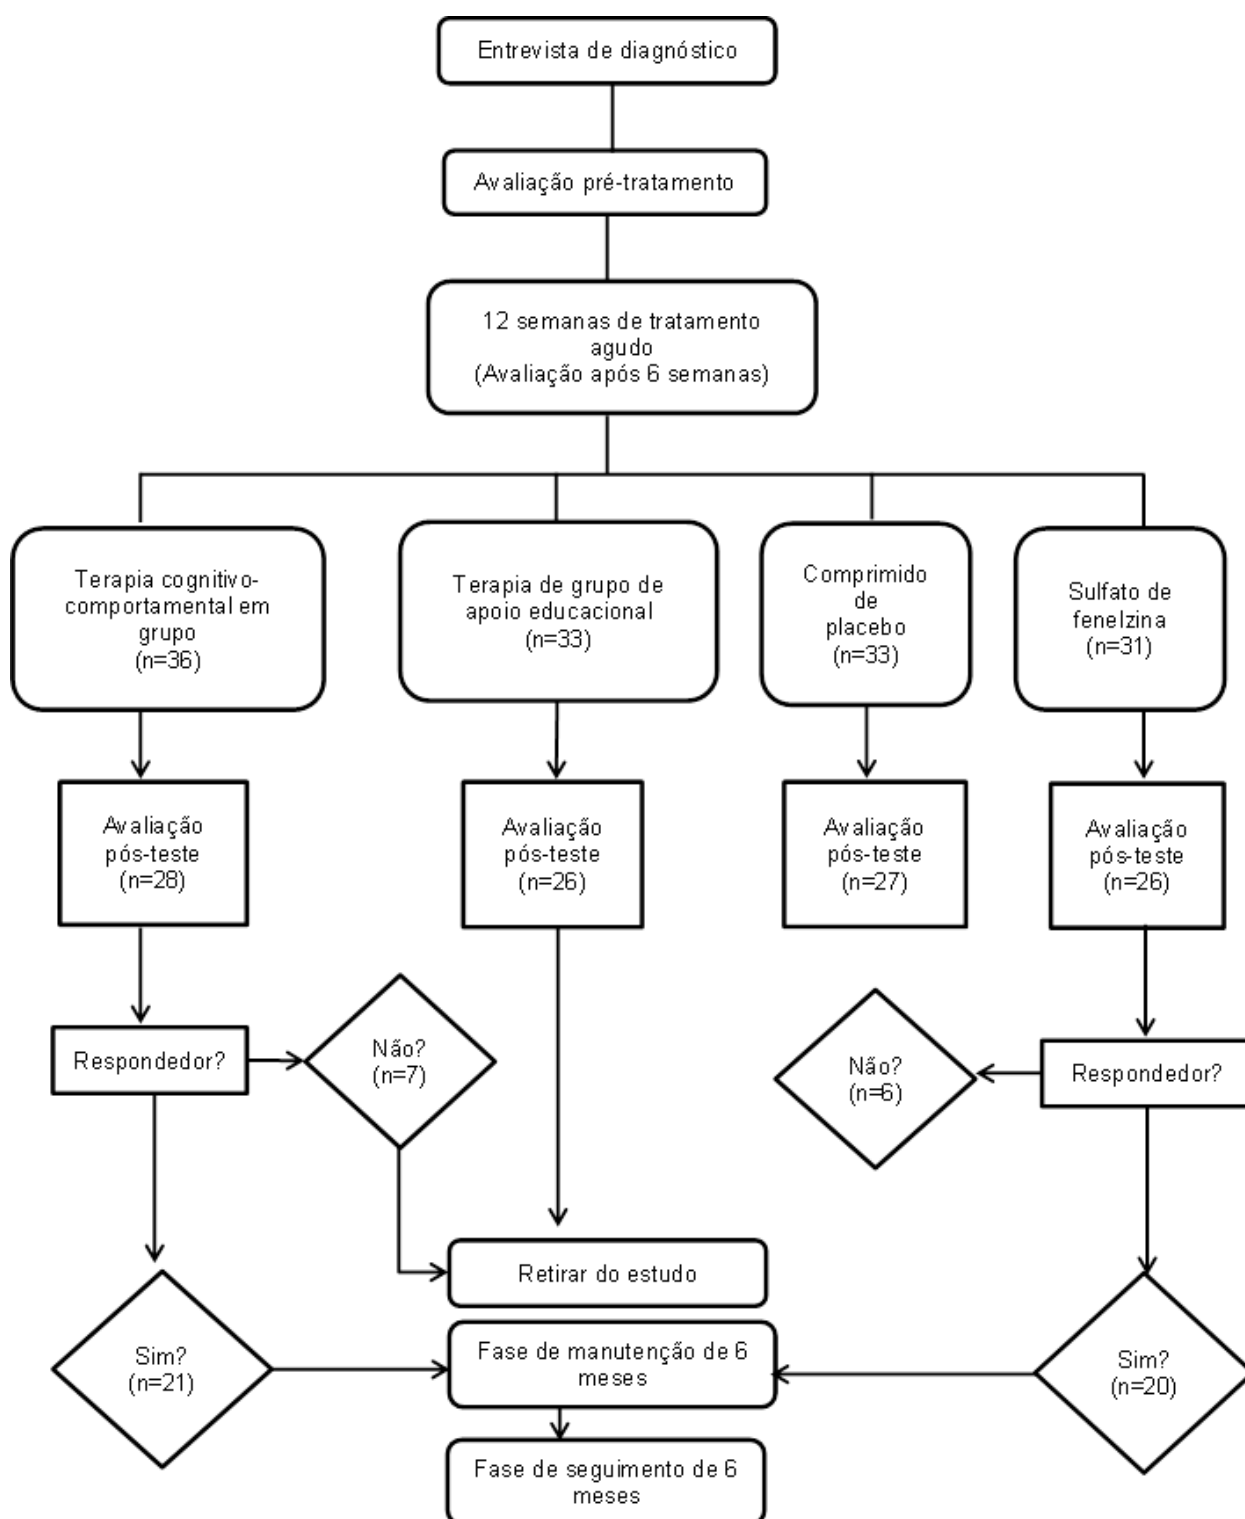 Entrevista de diagnóstico
Avaliação pré-tratamento
12 semanas de tratamento
agudo
(Avaliação após 6 semanas)
Terapia cognitivo-
comportamental em
grupo
(n=36)
Terapia de grupo de
apoio educacional
(n=33)
Comprimido
de
placebo
(n=33)
Sulfato de
fenelzina
(n=31)
Avaliação
pós-teste
(n=28)
Avaliação
pós-teste
(n=26)
Avaliação
pós-teste
(n=27)
Avaliação
pós-teste
(n=26)
Respondedor?
Não?
(n=7)
Não?
(n=6)
Respondedor?
Retirar do estudo
Sim?
(n=21)
Fase de manutenção de 6
meses
Sim?
(n=20)
Fase de seguimento de 6
meses